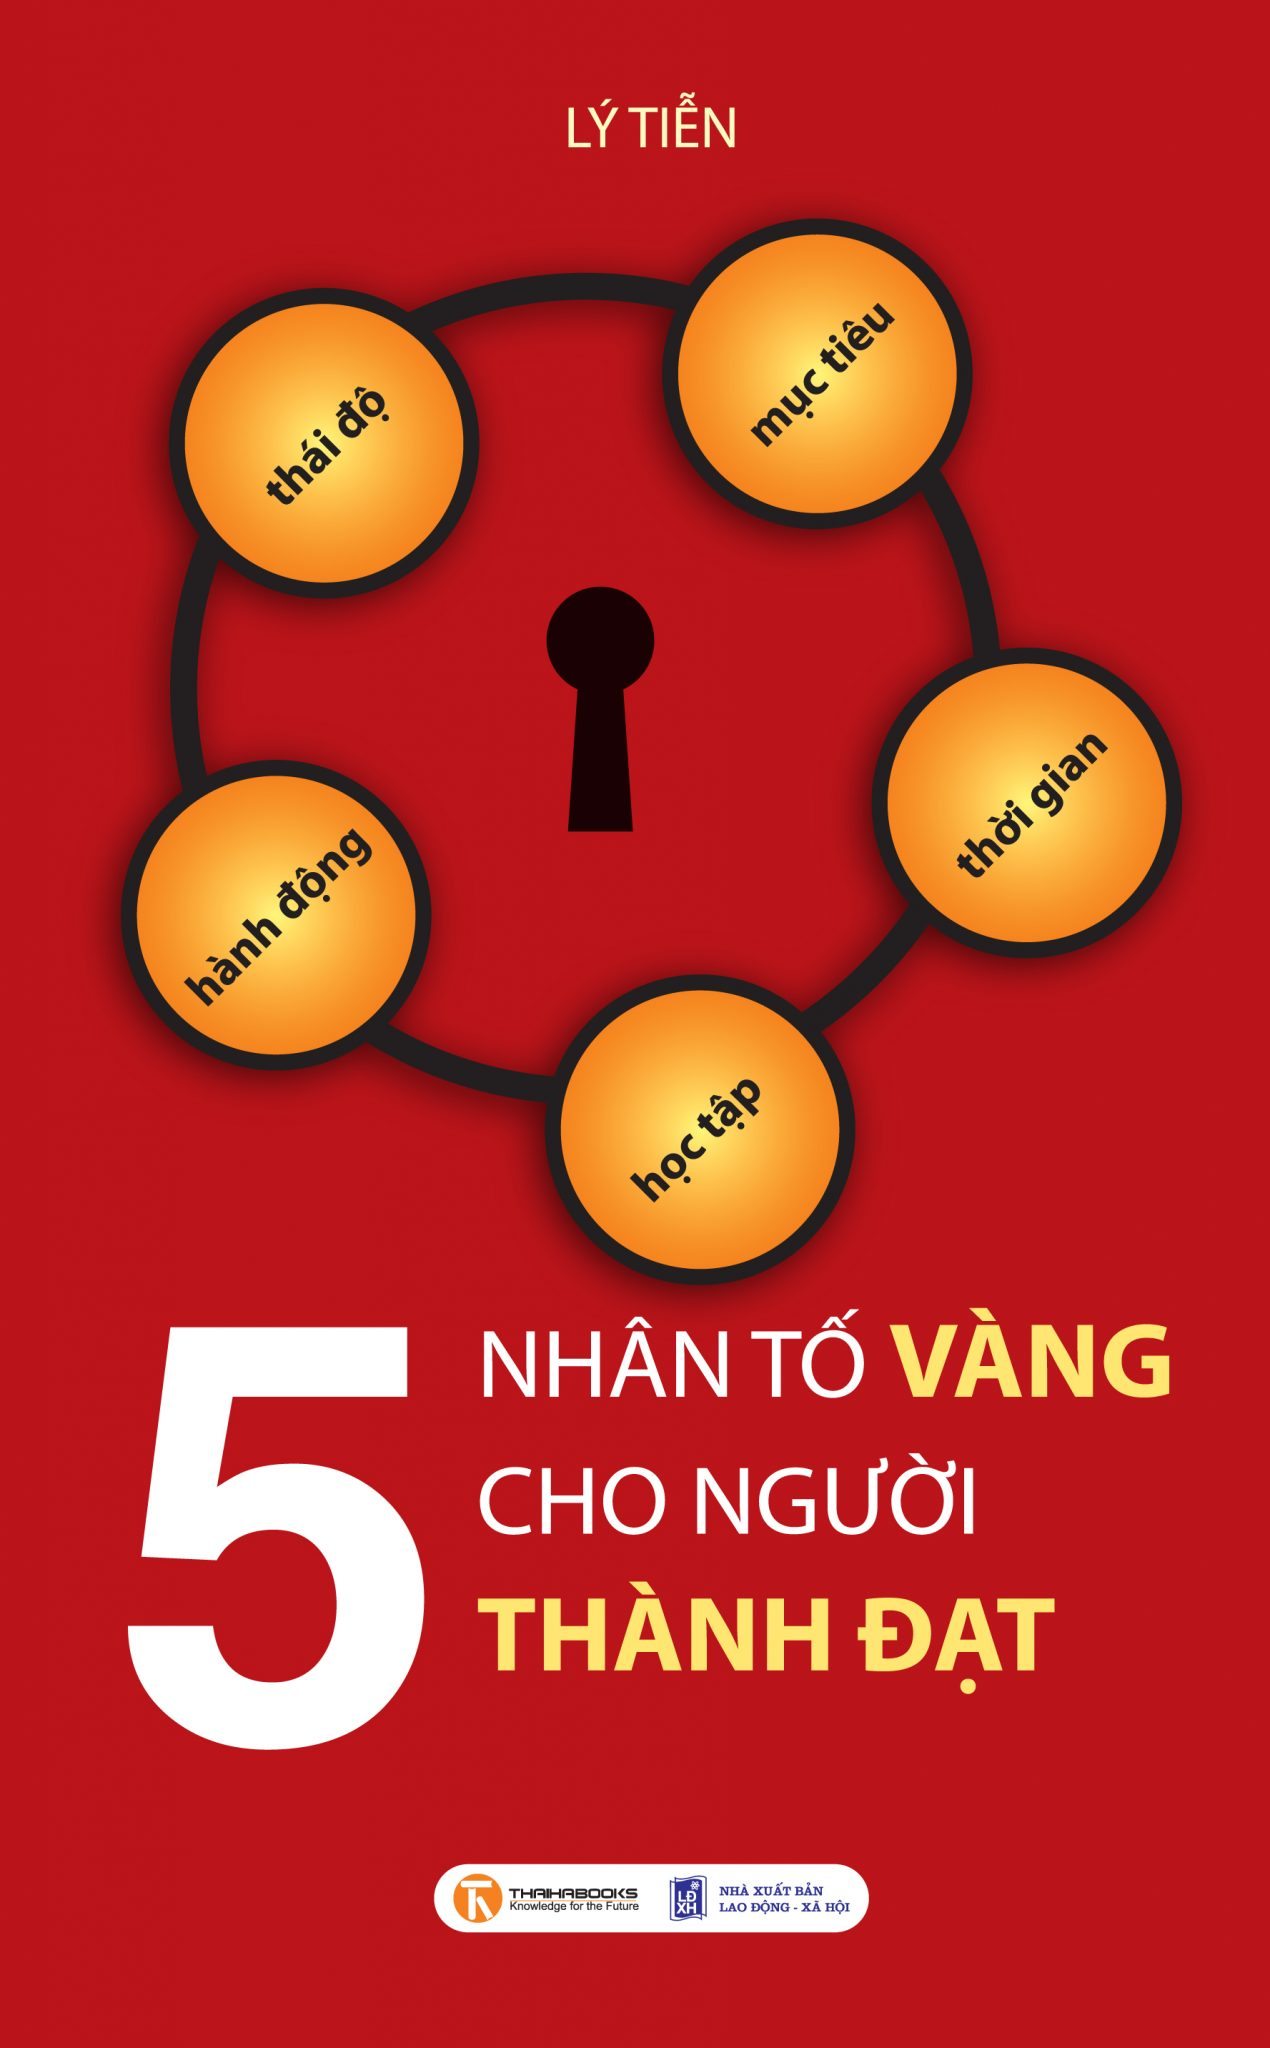 LÝ TIỄN
thái độ
mục tiêu
thời gian
hành động
học tập
5
NHÂN TỐ VÀNG
CHO NGƯỜI
THÀNH ĐẠT
THAIHABOOKS
Knowledge for the Future
LĐ
XH
NHÀ XUẤT BẢN
LAO ĐỘNG - XÃ HỘI